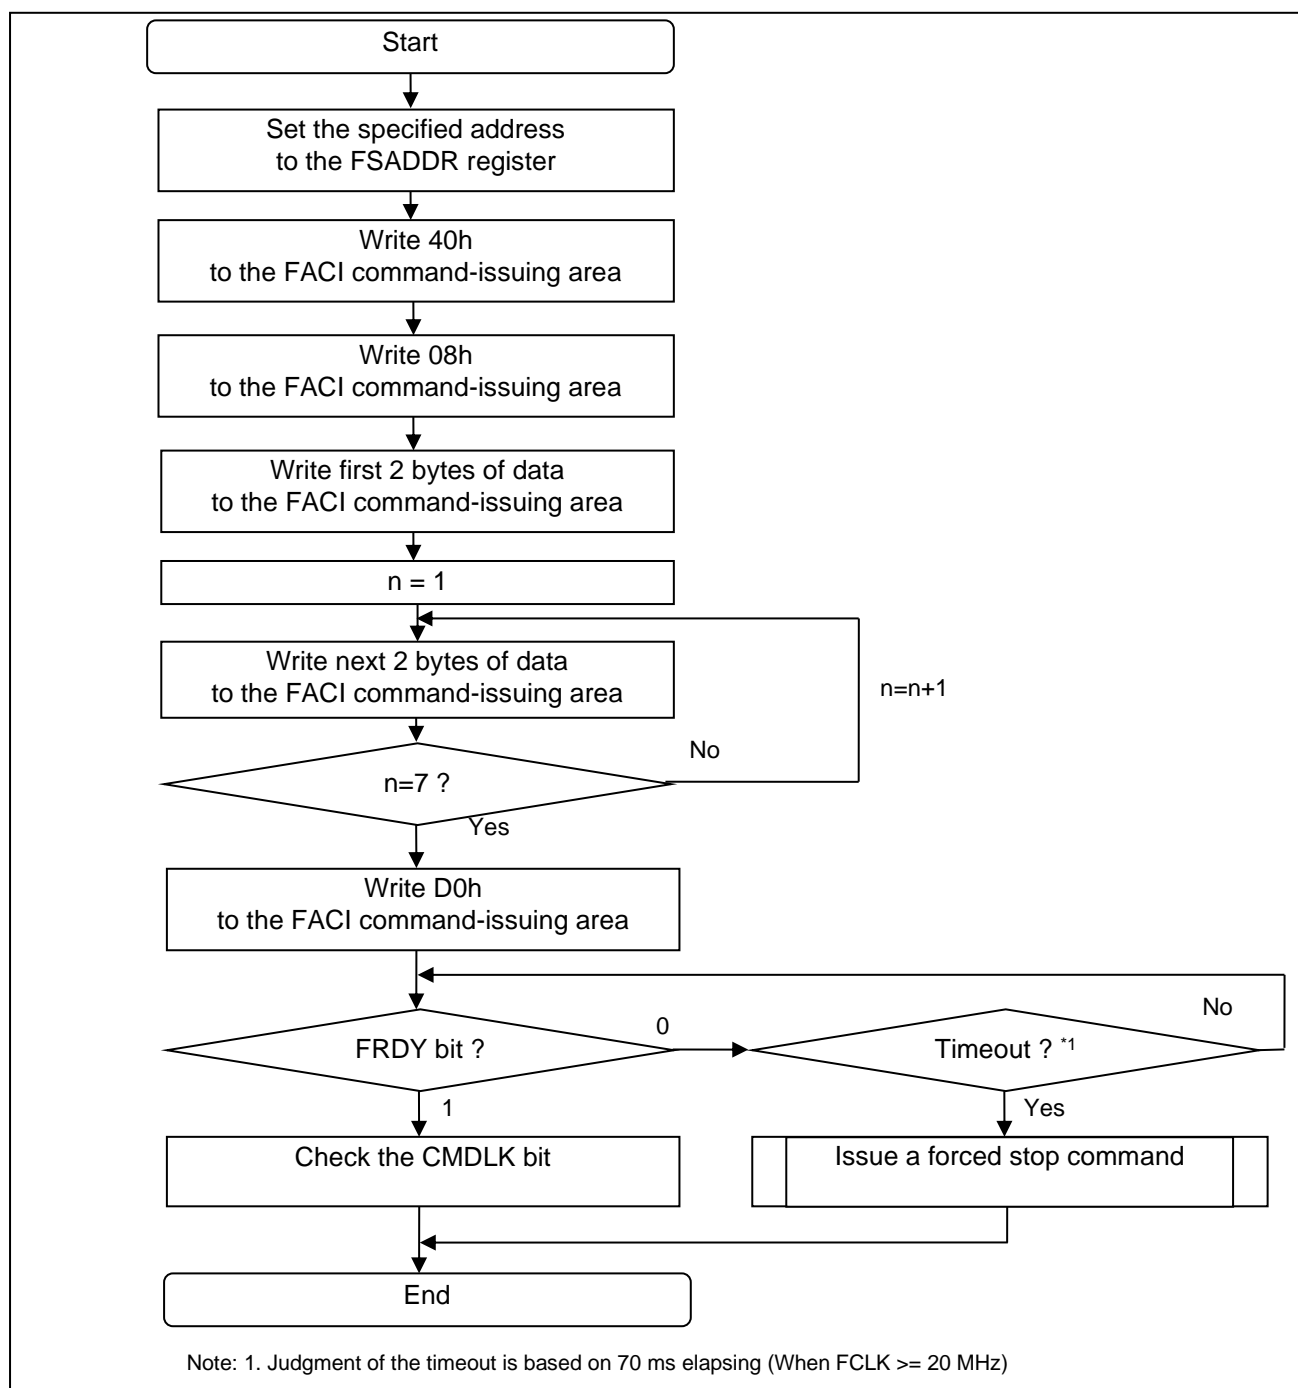 Start
Set the specified address
to the FSADDR register
Write 40h
to the FACI command-issuing area
Write 08h
to the FACI command-issuing area
Write first 2 bytes of data
to the FACI command-issuing area
n = 1
Write next 2 bytes of data
to the FACI command-issuing area
n=n+1
No
n=7 ?
Yes
Write D0h
to the FACI command-issuing area
No
0
FRDY bit ?
Timeout ? *1
1
Yes
Check the CMDLK bit
Issue a forced stop command
End
Note: 1. Judgment of the timeout is based on 70 ms elapsing (When FCLK >= 20 MHz)